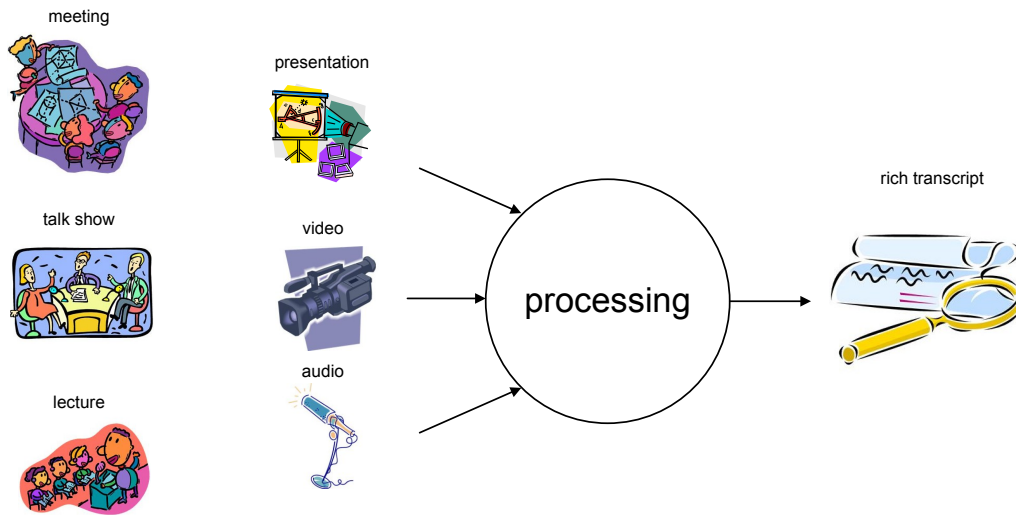 meeting
presentation
talk show
video
lecture
audio
processing
rich transcript